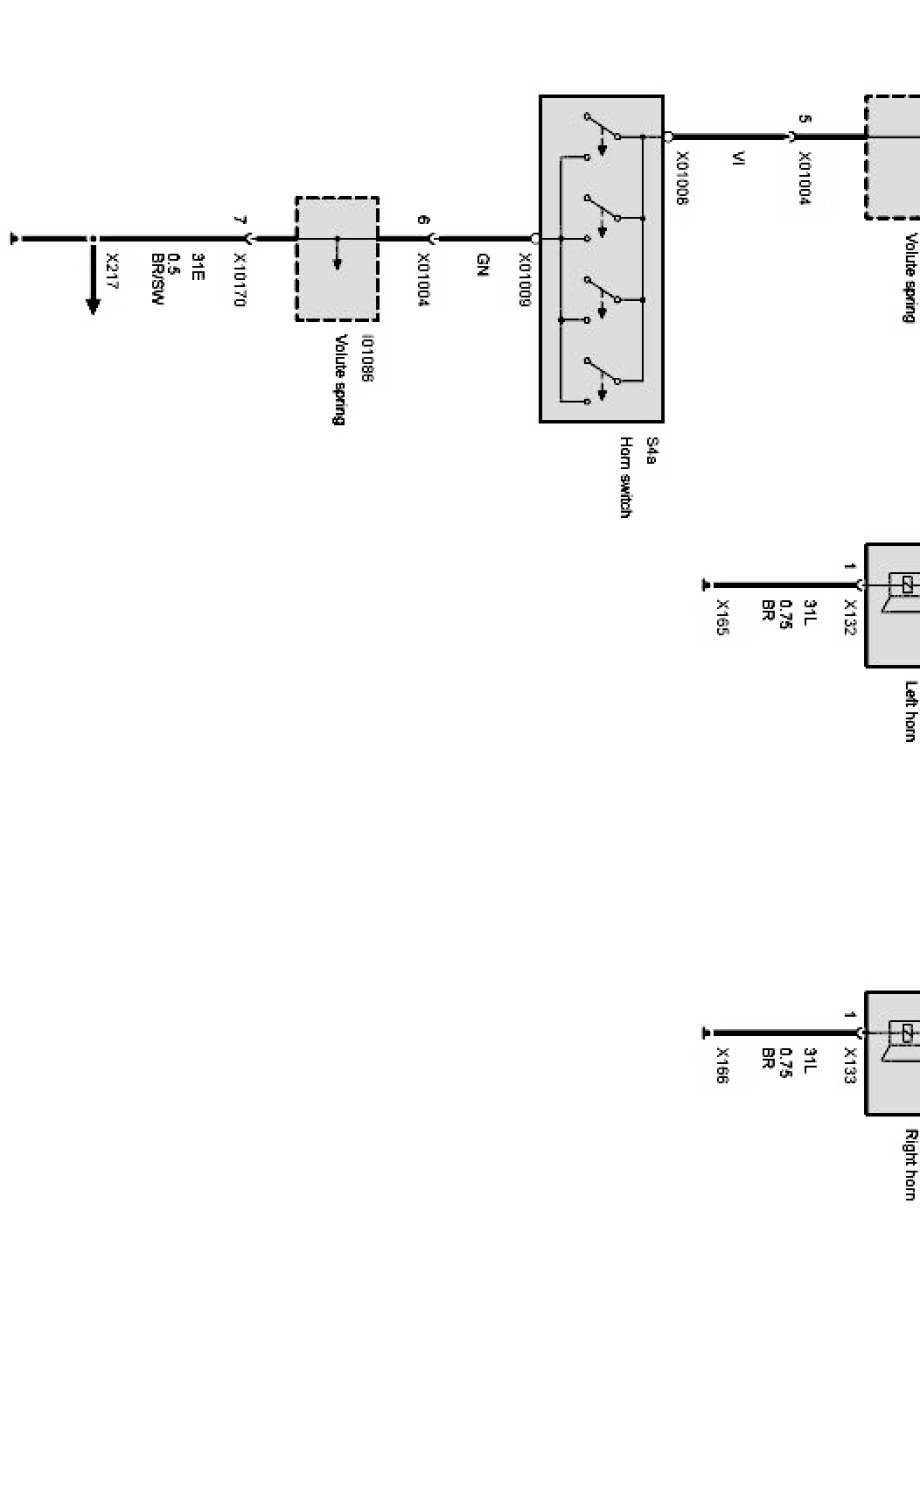 Volute spring
Left horn
Right horn
5 X01004
VI
X01008
S4a
Horn switch
X01009
GN
6 X01004
I01086
Volute spring
7 X10170
31E
0.5
BR/SW
X217
1 X132
31L
0.75
BR
X165
1 X133
31L
0.75
BR
X166